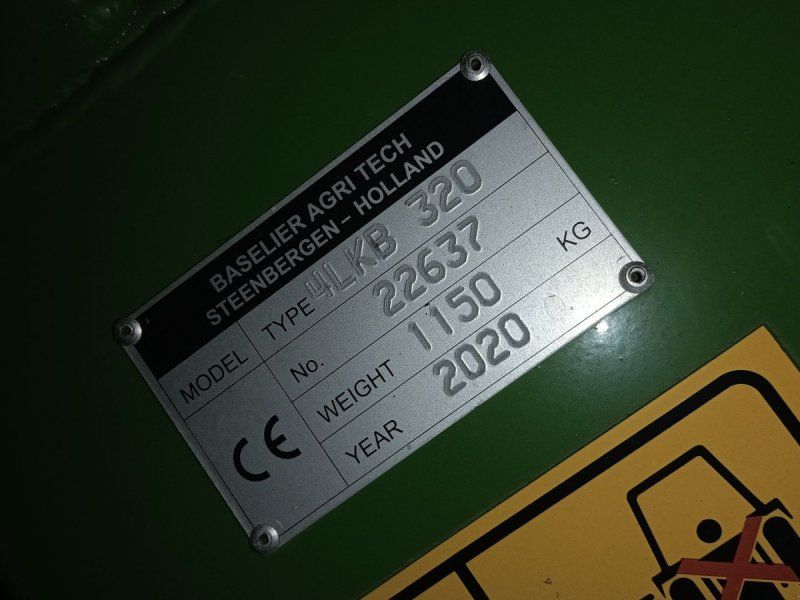 BASELIER AGRI TECH
STEENBERGEN - HOLLAND
MODEL
TYPE 4LKB 320
No. 22637
WEIGHT 1150 KG
YEAR 2020
CE